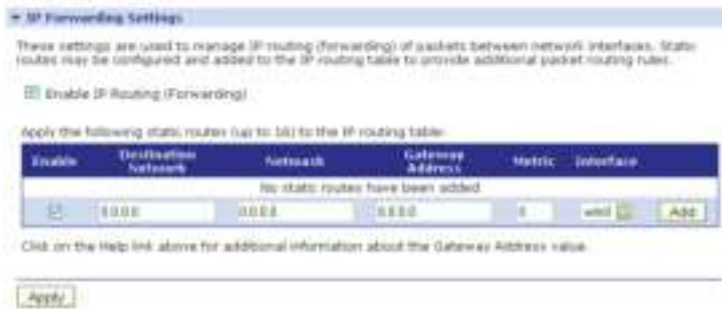 IP Forwarding Settings
These settings are used to manage IP routing (forwarding) of packets between network interfaces. Static
routes may be configured and added to the IP routing table to provide additional packet routing rules.
Enable IP Routing (Forwarding)
Apply the following static routes (up to 16) to the IP routing table:
Enable Destination Network Netmask Gateway Address Metric Interface
No static routes have been added
0.0.0.0 0.0.0.0 0.0.0.0 Add
Click on the Help link above for additional information about the Gateway Address value.
Apply